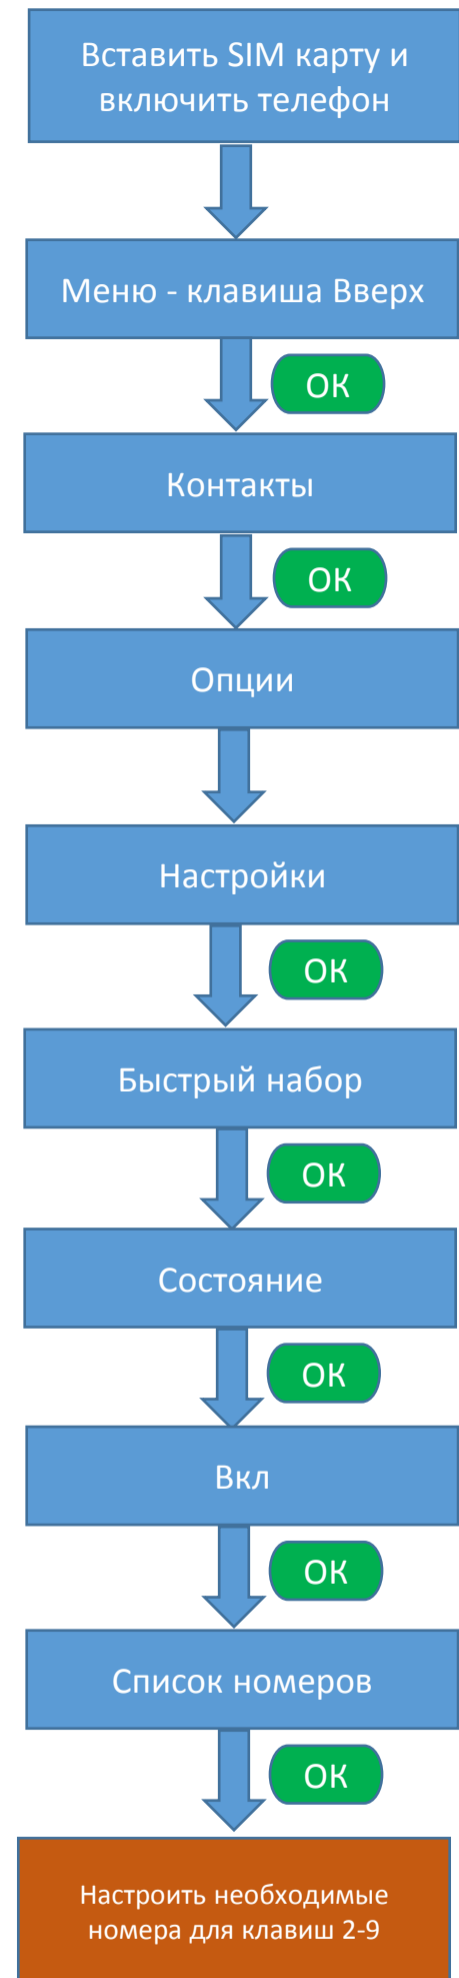 Вставить SIM карту и
включить телефон
Меню - клавиша Вверх
ОК
Контакты
ОК
Опции
Настройки
ОК
Быстрый набор
ОК
Состояние
ОК
Вкл
ОК
Список номеров
ОК
Настроить необходимые
номера для клавиш 2-9